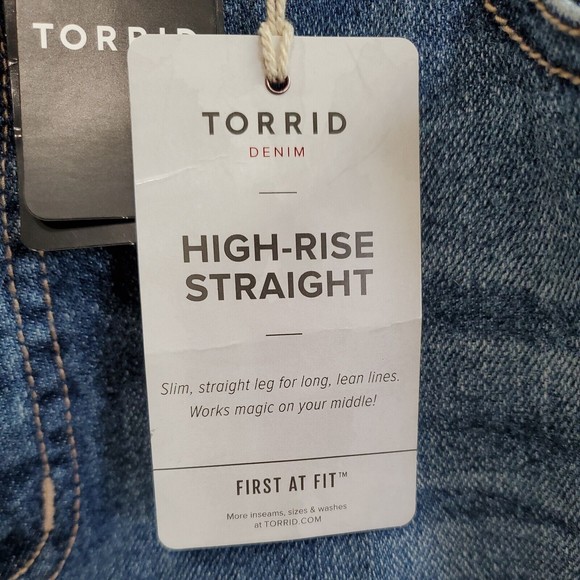 TORRID
TORRID
DENIM
HIGH-RISE
STRAIGHT
Slim, straight leg for long, lean lines.
Works magic on your middle!
FIRST AT FIT™
More inseams, sizes & washes
at TORRID.COM